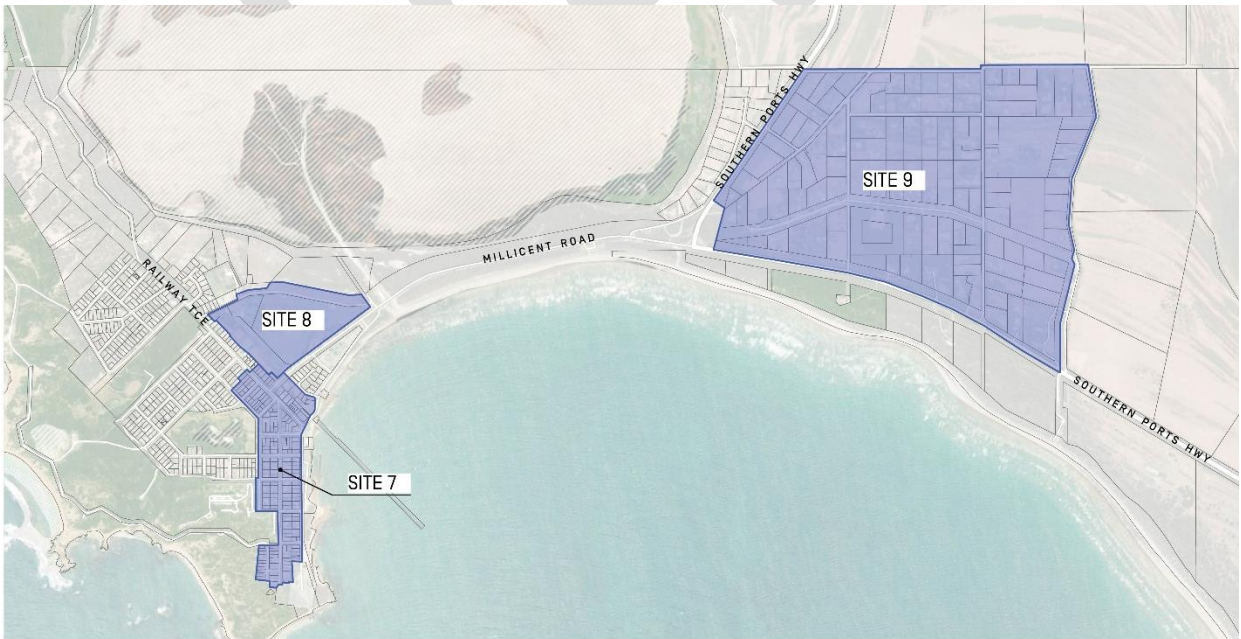 SOUTHERN PORTS HWY
SITE 9
MILLICENT ROAD
RAILWAY TCE
SITE 8
SOUTHERN PORTS HWY
SITE 7